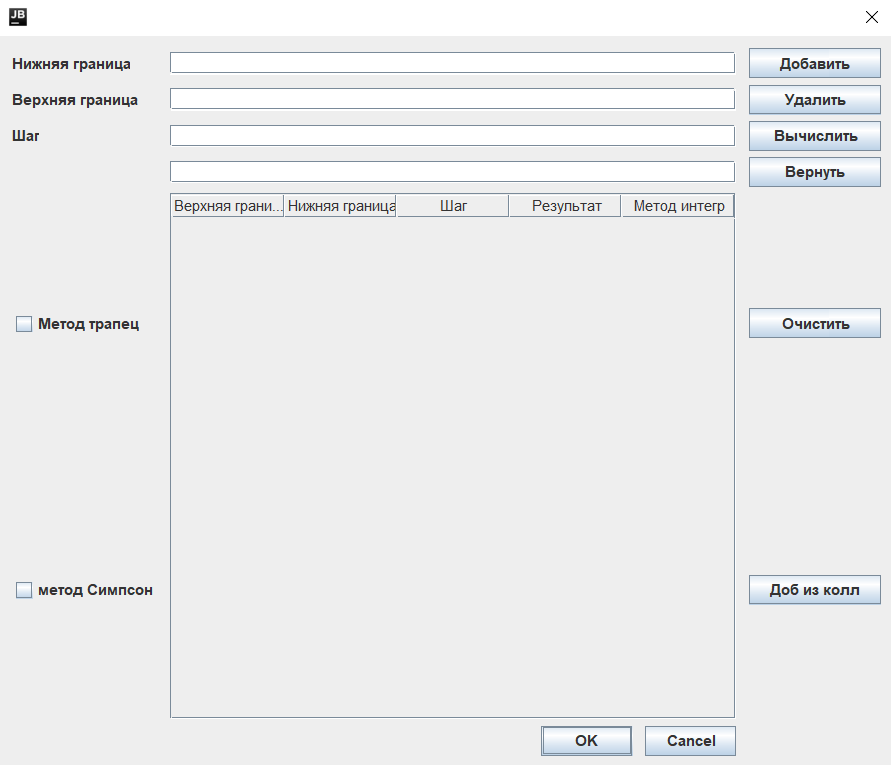 JB
Нижняя граница
Добавить
Верхняя граница
Удалить
Шаг
Вычислить
Вернуть
Верхняя грани... Нижняя граница Шаг Результат Метод интегр
Метод трапец
Очистить
метод Симпсон
Доб из колл
OK Cancel